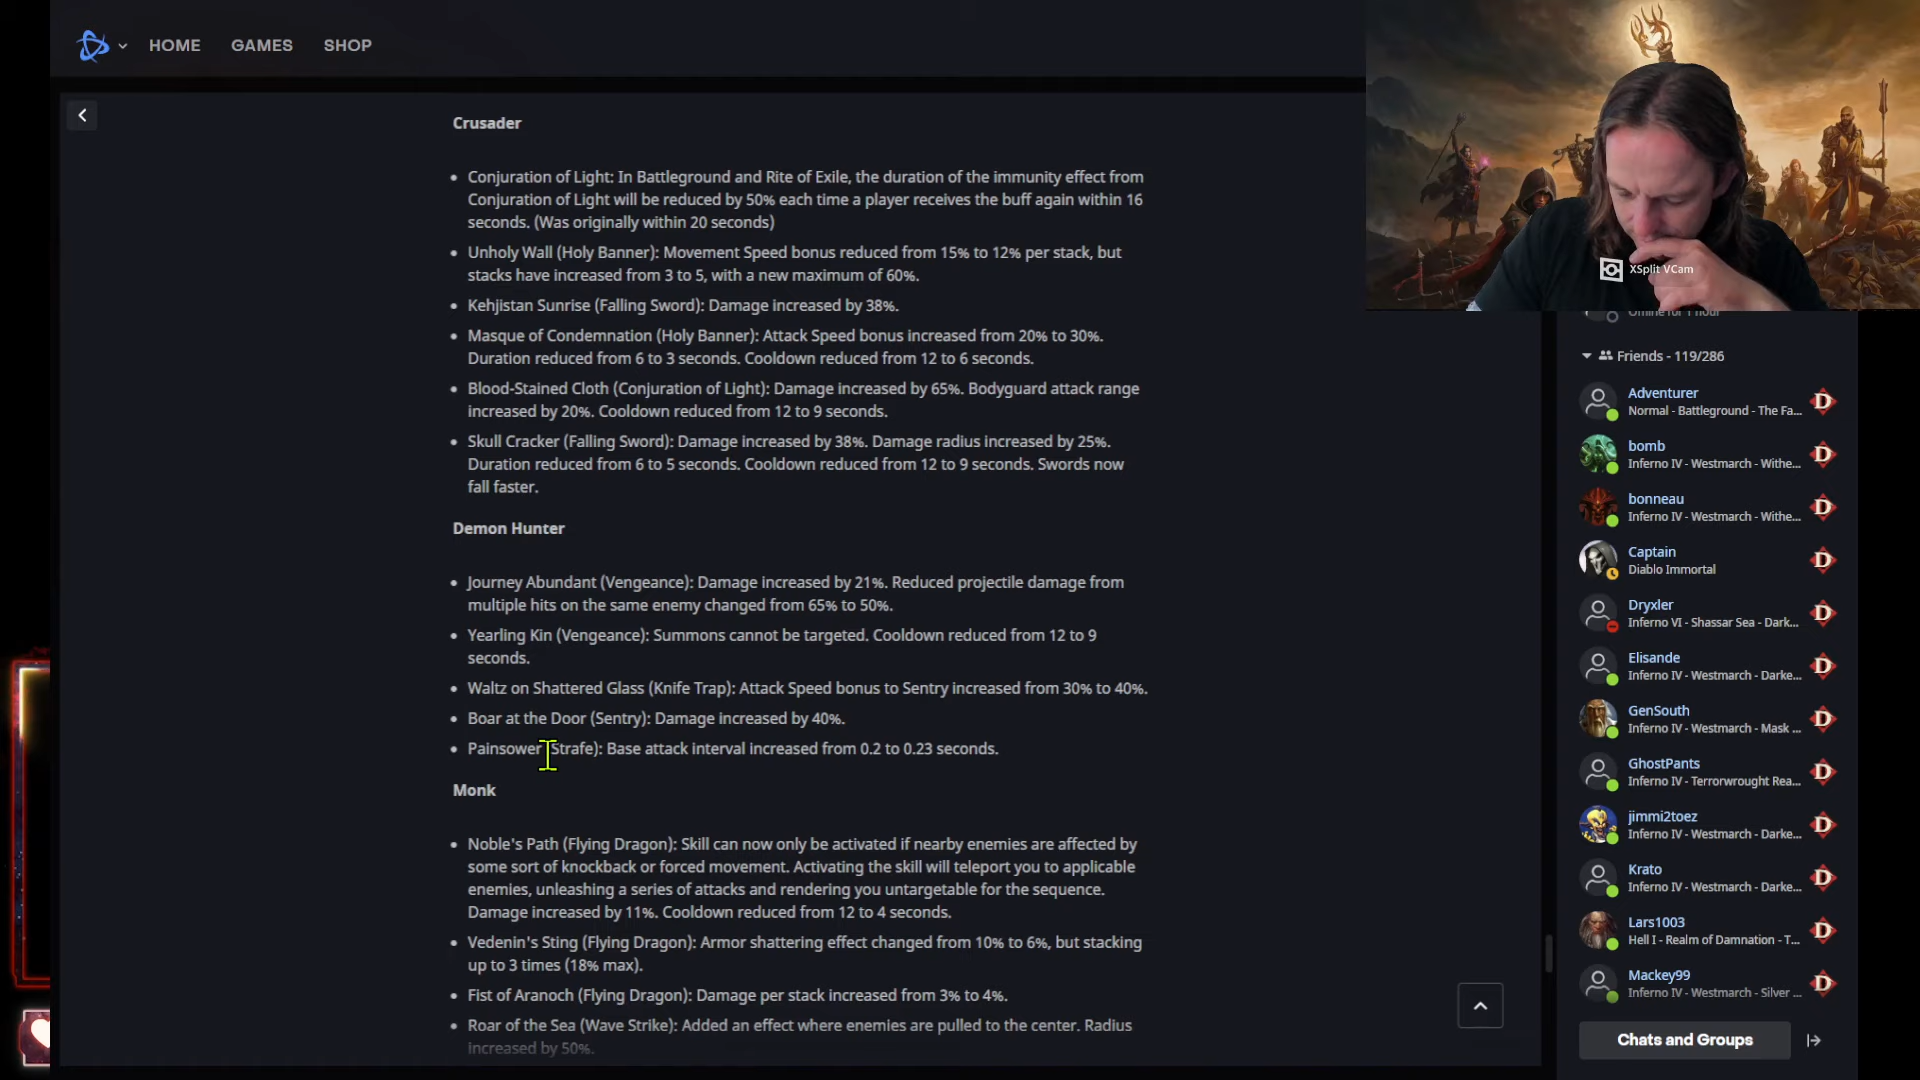 HOME
GAMES
SHOP
Crusader
Conjuration of Light: In Battleground and Rite of Exile, the duration of the immunity effect from
Conjuration of Light will be reduced by 50% each time a player receives the buff again within 16
seconds. (Was originally within 20 seconds)
Unholy Wall (Holy Banner): Movement Speed bonus reduced from 15% to 12% per stack, but
stacks have increased from 3 to 5, with a new maximum of 60%.
Kehjistan Sunrise (Falling Sword): Damage increased by 38%.
Masque of Condemnation (Holy Banner): Attack Speed bonus increased from 20% to 30%.
Duration reduced from 6 to 3 seconds. Cooldown reduced from 12 to 6 seconds.
Blood-Stained Cloth (Conjuration of Light): Damage increased by 65%. Bodyguard attack range
increased by 20%. Cooldown reduced from 12 to 9 seconds.
Skull Cracker (Falling Sword): Damage increased by 38%. Damage radius increased by 25%.
Duration reduced from 6 to 5 seconds. Cooldown reduced from 12 to 9 seconds. Swords now
fall faster.
Demon Hunter
Journey Abundant (Vengeance): Damage increased by 21%. Reduced projectile damage from
multiple hits on the same enemy changed from 65% to 50%.
Yearling Kin (Vengeance): Summons cannot be targeted. Cooldown reduced from 12 to 9
seconds.
Waltz on Shattered Glass (Knife Trap): Attack Speed bonus to Sentry increased from 30% to 40%.
Boar at the Door (Sentry): Damage increased by 40%.
Painsower (Strafe): Base attack interval increased from 0.2 to 0.23 seconds.
Monk
Noble's Path (Flying Dragon): Skill can now only be activated if nearby enemies are affected by
some sort of knockback or forced movement. Activating the skill will teleport you to applicable
enemies, unleashing a series of attacks and rendering you untargetable for the sequence.
Damage increased by 11%. Cooldown reduced from 12 to 4 seconds.
Vedenin's Sting (Flying Dragon): Armor shattering effect changed from 10% to 6%, but stacking
up to 3 times (18% max).
Fist of Aranoch (Flying Dragon): Damage per stack increased from 3% to 4%.
Roar of the Sea (Wave Strike): Added an effect where enemies are pulled to the center. Radius
increased by 50%.
XSplit VCam
Offline for 1 hour
Friends - 119/286
Adventurer
Normal - Battleground - The Fa...
bomb
Inferno IV - Westmarch - Withe...
bonneau
Inferno IV - Westmarch - Withe...
Captain
Diablo Immortal
Dryxler
Inferno VI - Shassar Sea - Dark...
Elisande
Inferno IV - Westmarch - Darke...
GenSouth
Inferno IV - Westmarch - Mask ...
GhostPants
Inferno IV - Terrorwrought Rea...
jimmi2toez
Inferno IV - Westmarch - Darke...
Krato
Inferno IV - Westmarch - Darke...
Lars1003
Hell I - Realm of Damnation - T...
Mackey99
Inferno IV - Westmarch - Silver ...
Chats and Groups